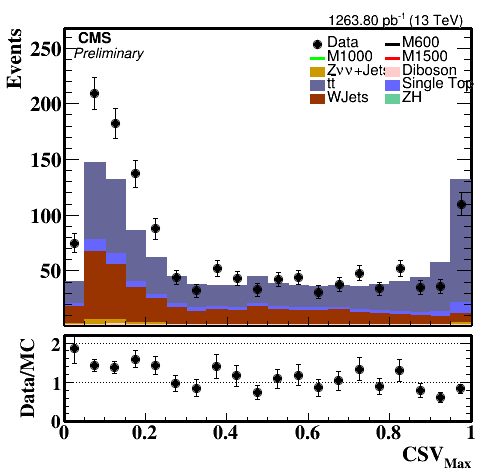 1263.80 pb⁻¹ (13 TeV)
CMS
Preliminary
Data M600
M1000 M1500
Zνν+Jets Diboson
tt Single Top
WJets ZH
Events
250
200
150
100
50
Data/MC
2
1
0
0 0.2 0.4 0.6 0.8 1
CSV_Max